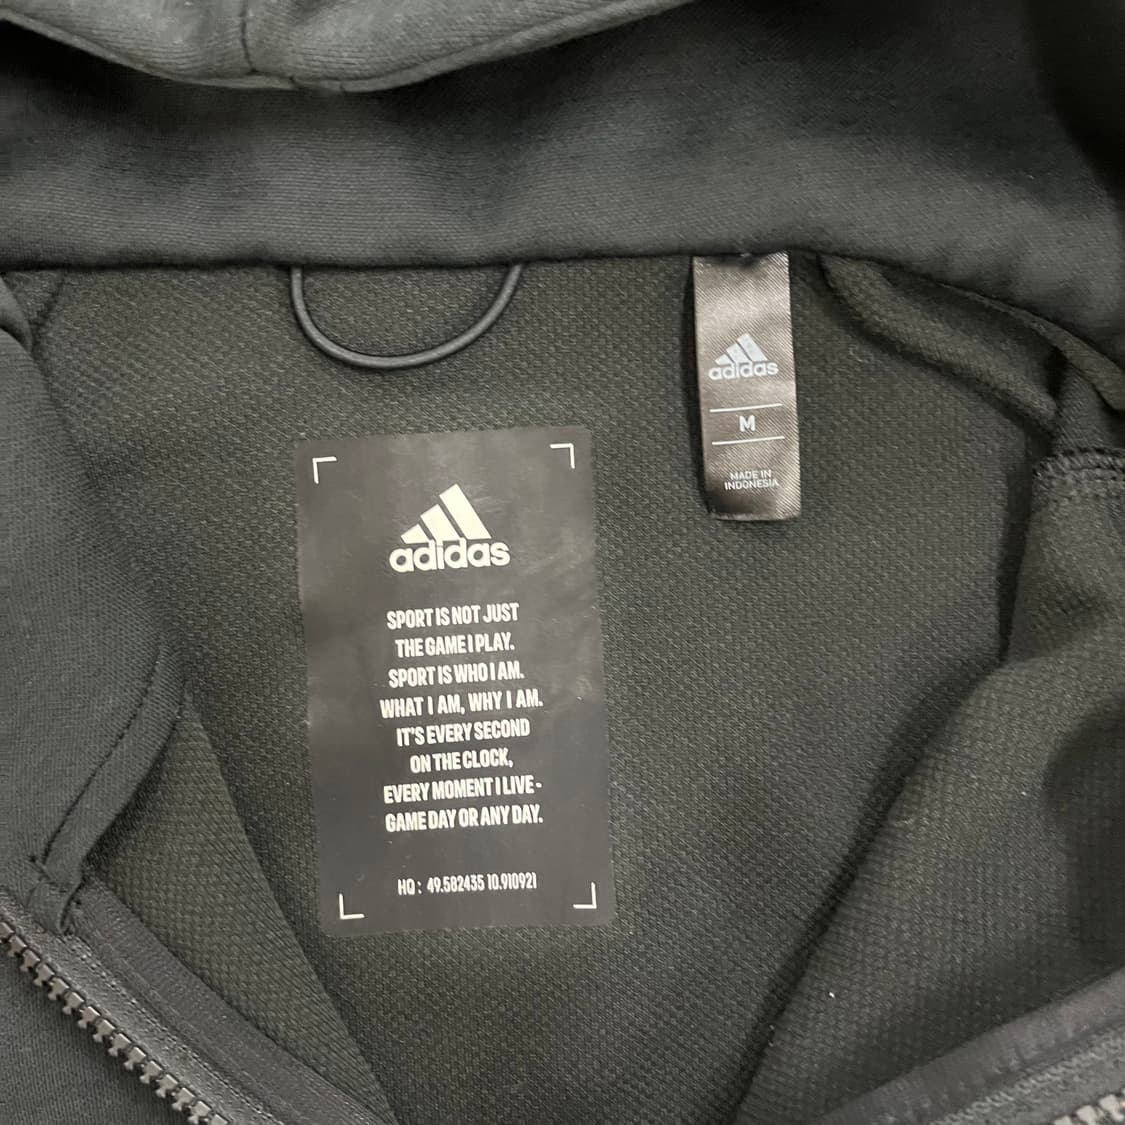 adidas
M
MADE IN
INDONESIA
adidas
SPORT IS NOT JUST
THE GAME I PLAY.
SPORT IS WHO I AM.
WHAT I AM, WHY I AM.
IT'S EVERY SECOND
ON THE CLOCK,
EVERY MOMENT I LIVE -
GAME DAY OR ANY DAY.
HQ: 49.582435 10.910921